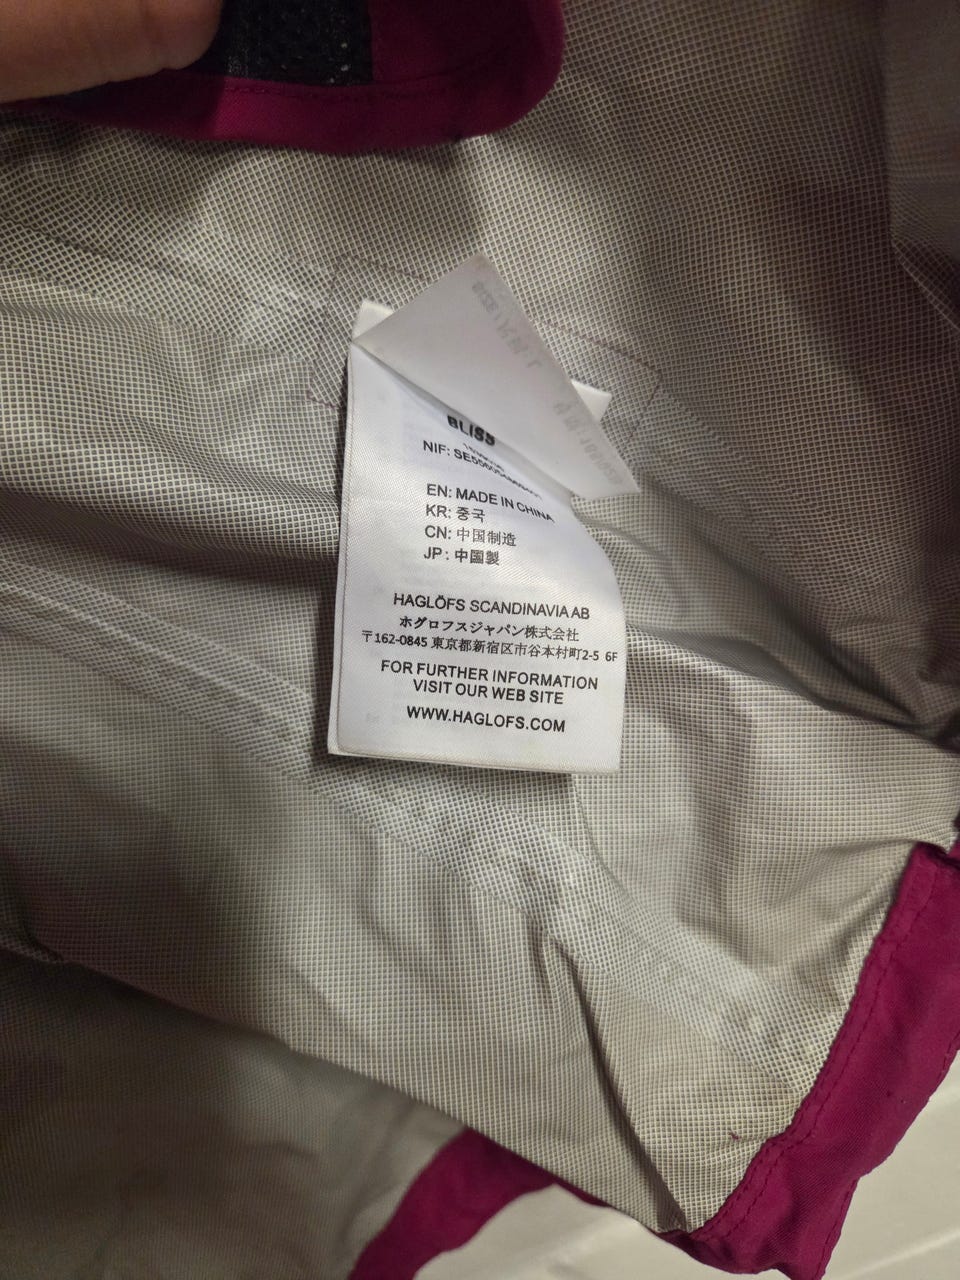 BLISS
NIF:
EN: MADE IN CHINA
KR: 중국
CN: 中国制造
JP: 中国製
HAGLÖFS SCANDINAVIA AB
ホグロフスジャパン株式会社
〒162-0845 東京都新宿区市谷本村町2-5 6F
FOR FURTHER INFORMATION
VISIT OUR WEB SITE
WWW.HAGLOFS.COM